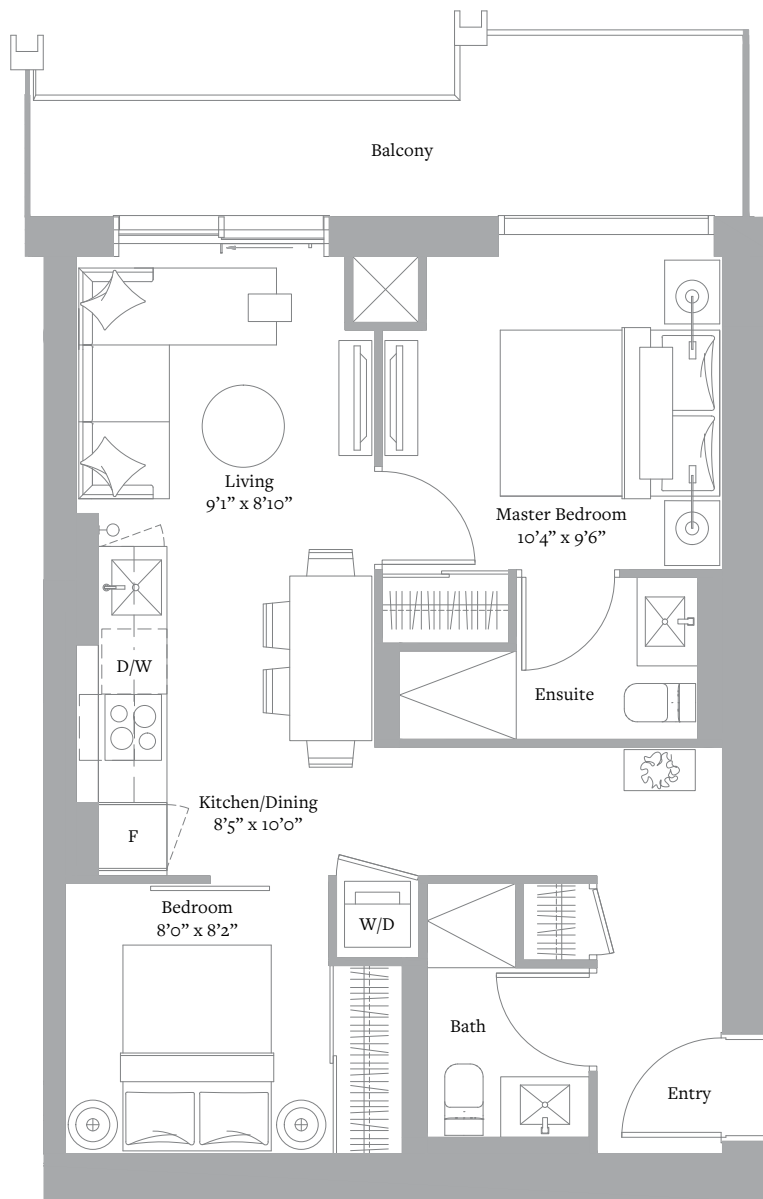 Balcony
Living
9’1” x 8’10”
Master Bedroom
10’4” x 9’6”
D/W
Ensuite
Kitchen/Dining
8’5” x 10’0”
F
Bedroom
8’0” x 8’2”
W/D
Bath
Entry